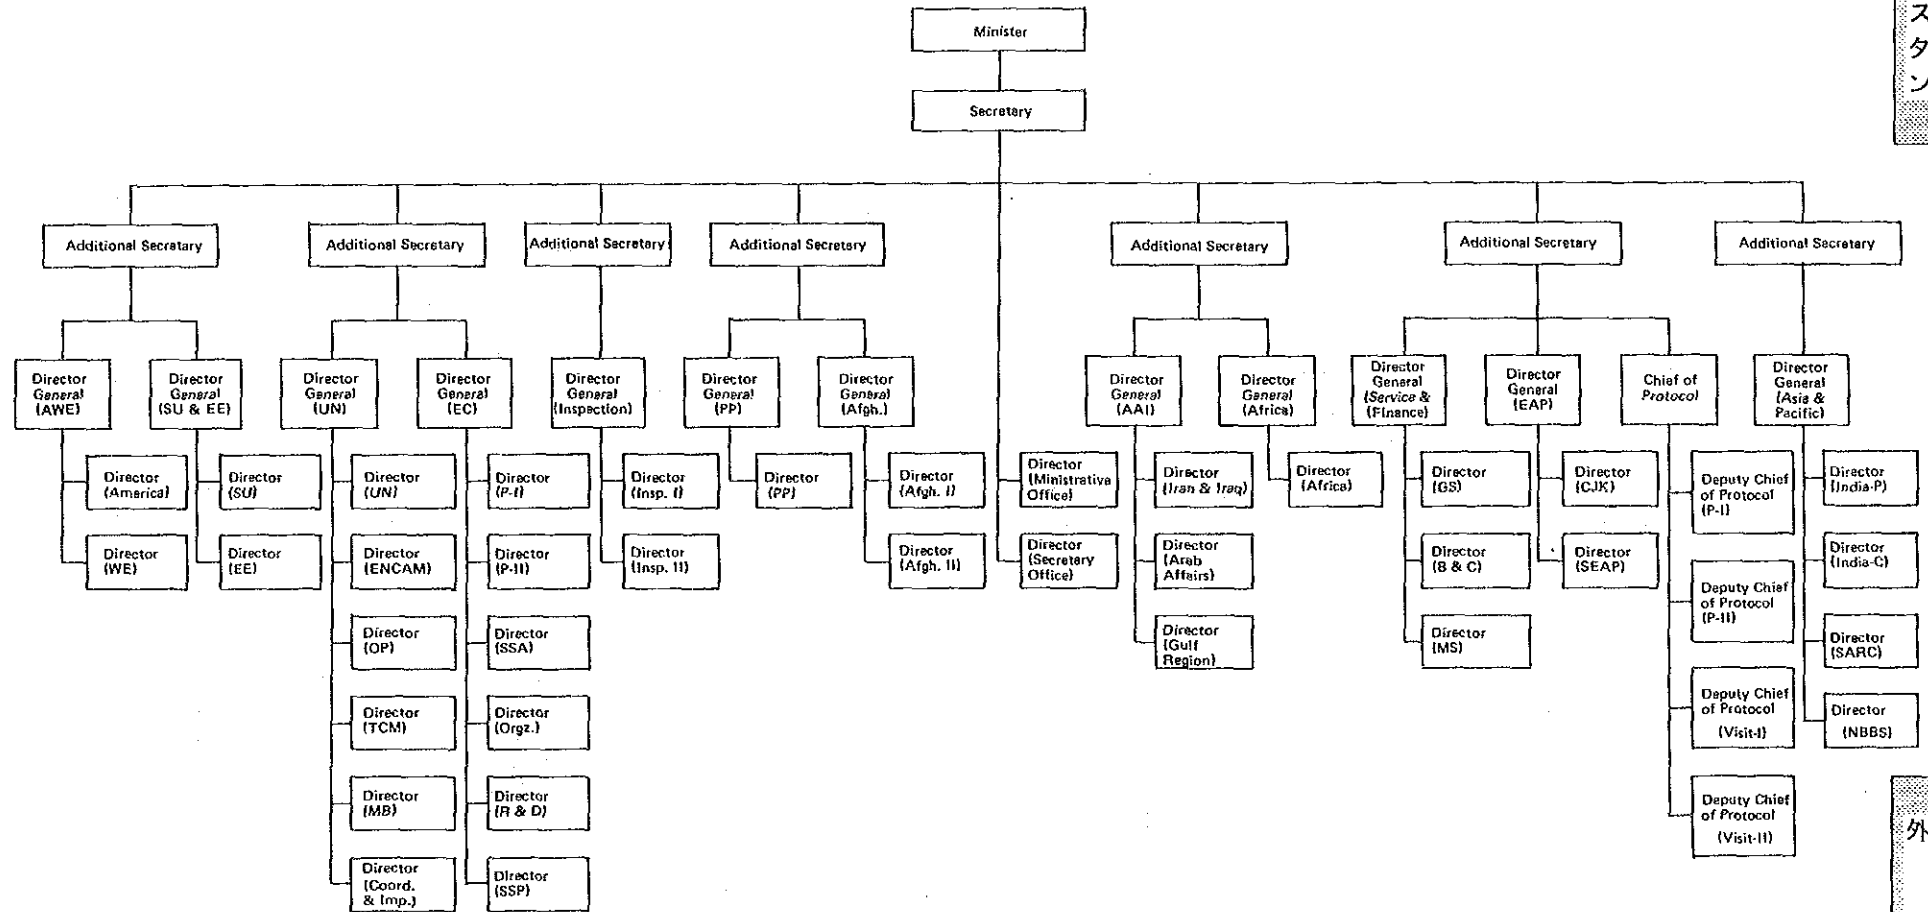 Minister
Secretary
Additional Secretary
Additional Secretary
Additional Secretary
Additional Secretary
Additional Secretary
Additional Secretary
Additional Secretary
Director
General
(AWE)
Director
General
(SU & EE)
Director
General
(UN)
Director
General
(EC)
Director
General
(Inspection)
Director
General
(PP)
Director
General
(Afgh.)
Director
General
(AAI)
Director
General
(Africa)
Director
General
(Service &
(Finance)
Director
General
(EAP)
Chief of
Protocol
Director
General
(Asia &
Pacific)
Director
(America)
Director
(WE)
Director
(SU)
Director
(EE)
Director
(UN)
Director
(ENCAM)
Director
(OP)
Director
(TCM)
Director
(MB)
Director
(Coord.
& Imp.)
Director
(P-I)
Director
(P-II)
Director
(SSA)
Director
(Orgz.)
Director
(R & D)
Director
(SSP)
Director
(Insp. I)
Director
(Insp. II)
Director
(PP)
Director
(Afgh. I)
Director
(Afgh. II)
Director
(Ministrative
Office)
Director
(Secretary
Office)
Director
(Iran & Iraq)
Director
(Arab
Affairs)
Director
(Gulf
Region)
Director
(Africa)
Director
(GS)
Director
(B & C)
Director
(MS)
Director
(CJK)
Director
(SEAP)
Deputy Chief
of Protocol
(P-I)
Deputy Chief
of Protocol
(P-II)
Deputy Chief
of Protocol
(Visit-I)
Deputy Chief
of Protocol
(Visit-II)
Director
(India-P)
Director
(India-C)
Director
(SARC)
Director
(NBBS)
スタン
外